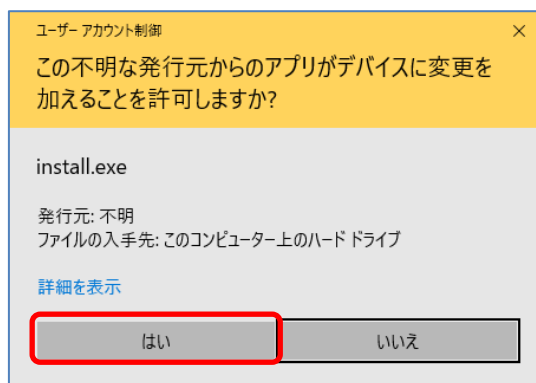 ユーザー アカウント制御
この不明な発行元からのアプリがデバイスに変更を
加えることを許可しますか?
install.exe
発行元: 不明
ファイルの入手先: このコンピューター上のハード ドライブ
詳細を表示
はい
いいえ